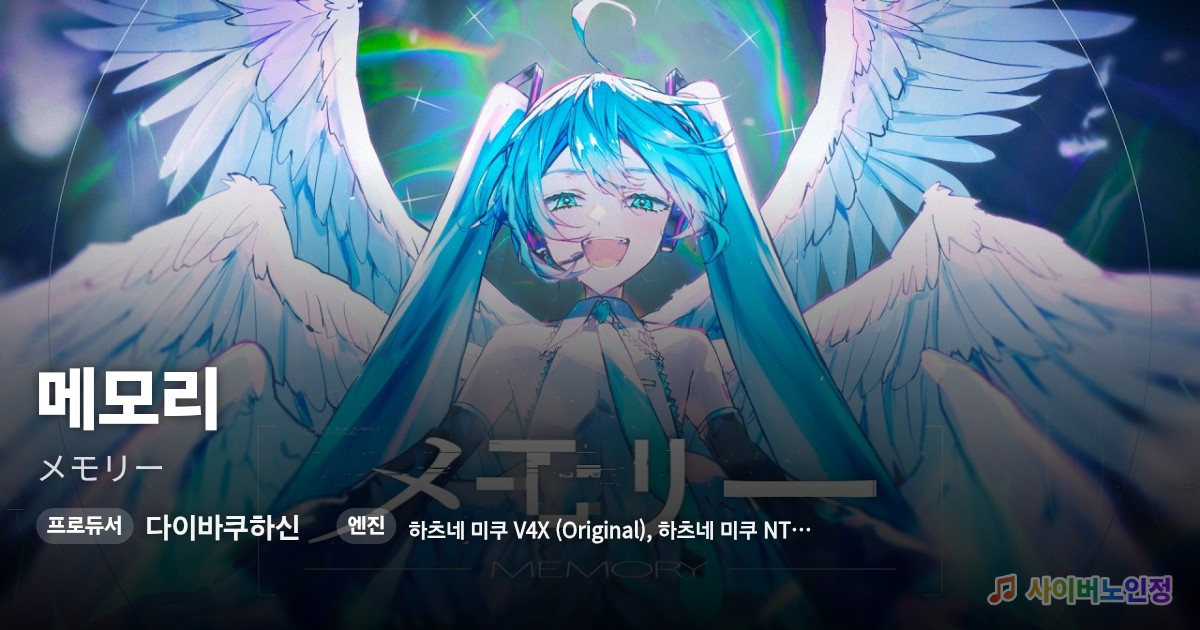 메모리
メモリー
メモリー
프로듀서 다이바쿠하신 엔진 하츠네 미쿠 V4X (Original), 하츠네 미쿠 NT…
MEMORY
사이버노인정